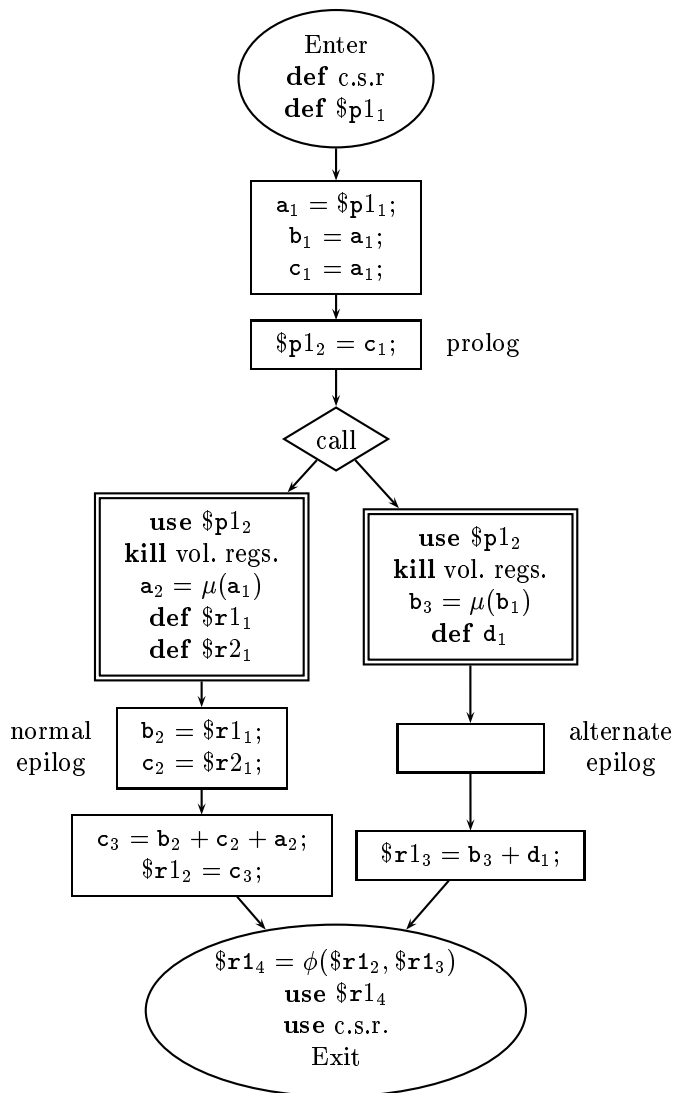 Enter
def c.s.r
def $p1₁
a₁ = $p1₁;
b₁ = a₁;
c₁ = a₁;
$p1₂ = c₁;
prolog
call
use $p1₂
kill vol. regs.
a₂ = μ(a₁)
def $r1₁
def $r2₁
use $p1₂
kill vol. regs.
b₃ = μ(b₁)
def d₁
normal
epilog
b₂ = $r1₁;
c₂ = $r2₁;
alternate
epilog
c₃ = b₂ + c₂ + a₂;
$r1₂ = c₃;
$r1₃ = b₃ + d₁;
$r1₄ = φ($r1₂, $r1₃)
use $r1₄
use c.s.r.
Exit